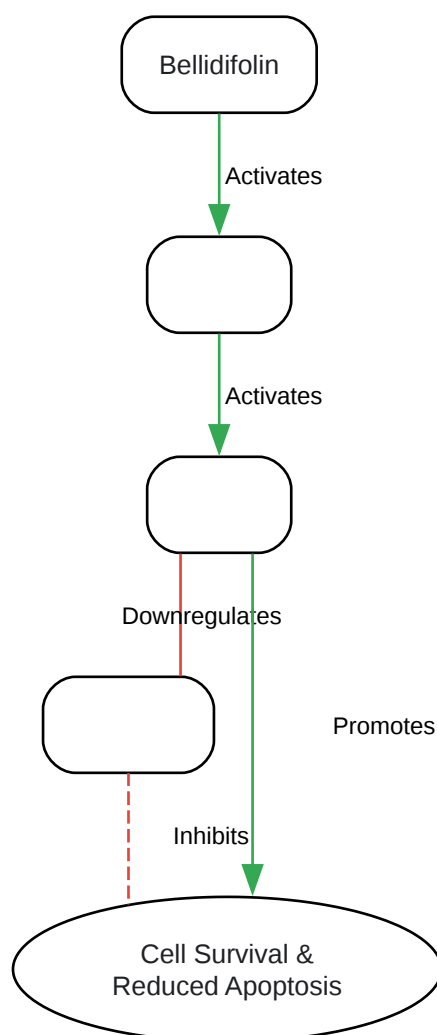 Bellidifolin
Activates
Activates
Downregulates
Promotes
Inhibits
Cell Survival &
Reduced Apoptosis